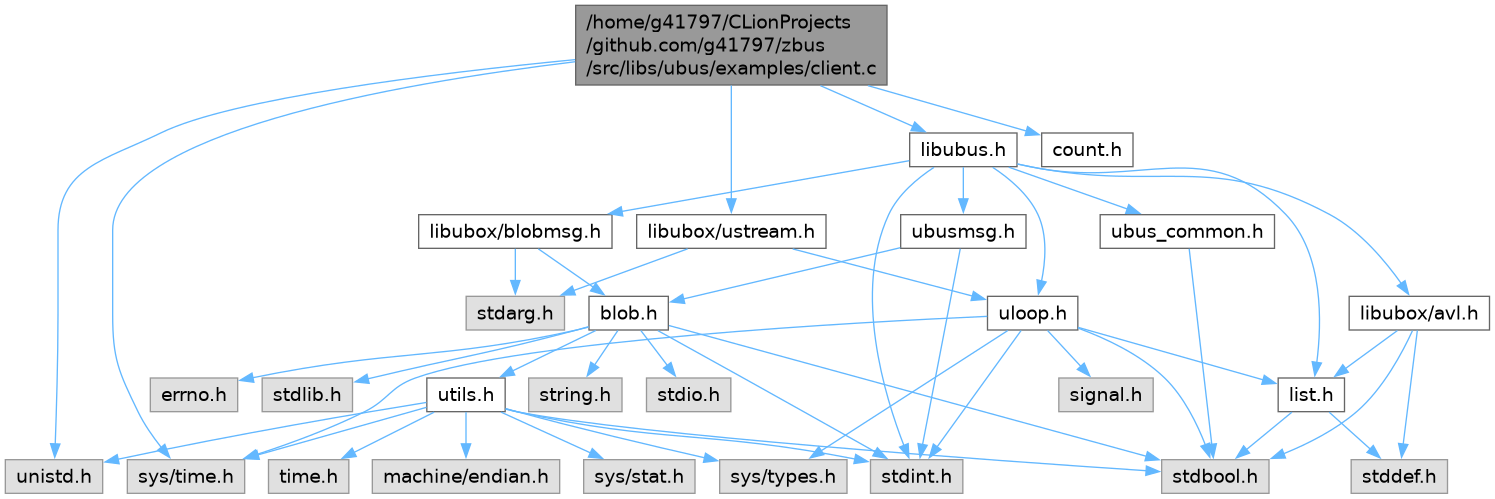 /home/g41797/CLionProjects
/github.com/g41797/zbus
/src/libs/ubus/examples/client.c
libubus.h
count.h
libubox/blobmsg.h
libubox/ustream.h
ubusmsg.h
ubus_common.h
stdarg.h
blob.h
uloop.h
libubox/avl.h
errno.h
stdlib.h
utils.h
string.h
stdio.h
signal.h
list.h
unistd.h
sys/time.h
time.h
machine/endian.h
sys/stat.h
sys/types.h
stdint.h
stdbool.h
stddef.h